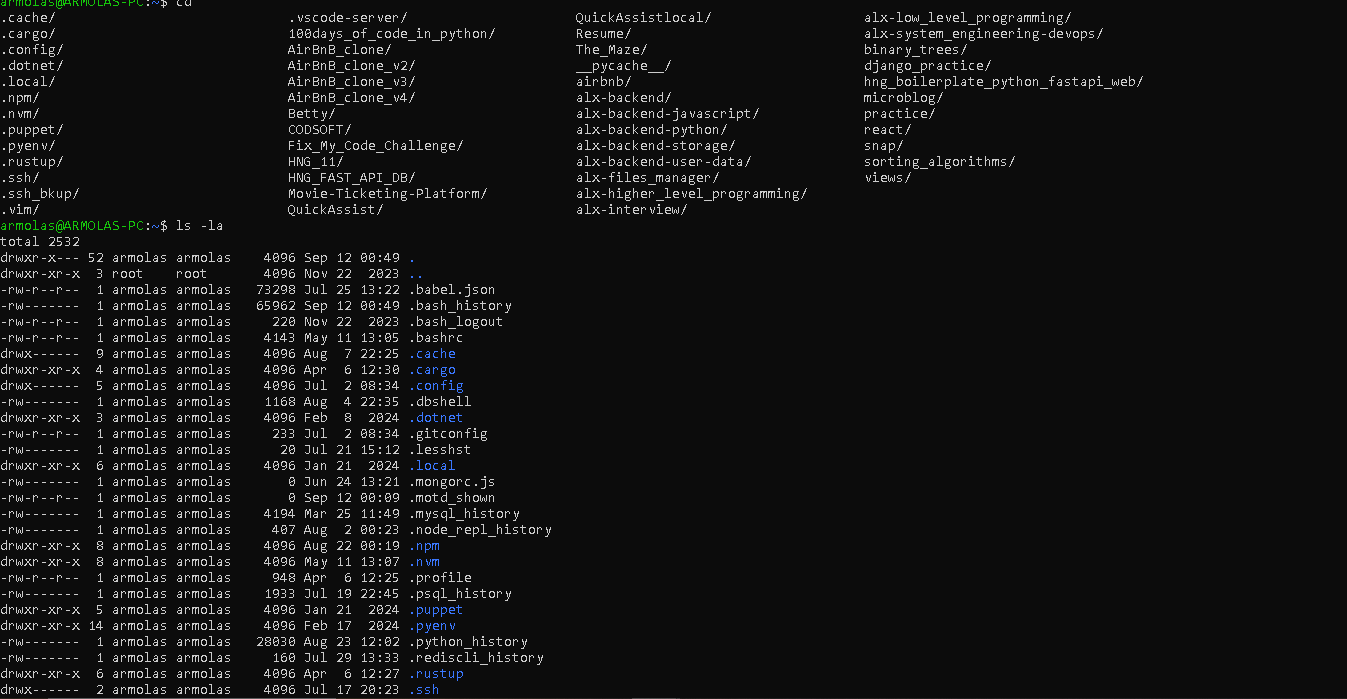 armolas@ARMOLAS-PC:~$ cd
.cache/ .vscode-server/ QuickAssistlocal/ alx-low_level_programming/
.cargo/ 100days_of_code_in_python/ Resume/ alx-system_engineering-devops/
.config/ AirBnB_clone/ The_Maze/ binary_trees/
.dotnet/ AirBnB_clone_v2/ __pycache__/ django_practice/
.local/ AirBnB_clone_v3/ airbnb/ hng_boilerplate_python_fastapi_web/
.npm/ AirBnB_clone_v4/ alx-backend/ microblog/
.nvm/ Betty/ alx-backend-javascript/ practice/
.puppet/ CODSOFT/ alx-backend-python/ react/
.pyenv/ Fix_My_Code_Challenge/ alx-backend-storage/ snap/
.rustup/ HNG_11/ alx-backend-user-data/ sorting_algorithms/
.ssh/ HNG_FAST_API_DB/ alx-files_manager/ views/
.ssh_bkup/ Movie-Ticketing-Platform/ alx-higher_level_programming/
.vim/ QuickAssist/ alx-interview/
armolas@ARMOLAS-PC:~$ ls -la
total 2532
drwxr-x--- 52 armolas armolas 4096 Sep 12 00:49 .
drwxr-xr-x 3 root root 4096 Nov 22 2023 ..
-rw-r--r-- 1 armolas armolas 73298 Jul 25 13:22 .babel.json
-rw------- 1 armolas armolas 65962 Sep 12 00:49 .bash_history
-rw-r--r-- 1 armolas armolas 220 Nov 22 2023 .bash_logout
-rw-r--r-- 1 armolas armolas 4143 May 11 13:05 .bashrc
drwx------ 9 armolas armolas 4096 Aug 7 22:25 .cache
drwxr-xr-x 4 armolas armolas 4096 Apr 6 12:30 .cargo
drwx------ 5 armolas armolas 4096 Jul 2 08:34 .config
-rw------- 1 armolas armolas 1168 Aug 4 22:35 .dbshell
drwxr-xr-x 3 armolas armolas 4096 Feb 8 2024 .dotnet
-rw-r--r-- 1 armolas armolas 233 Jul 2 08:34 .gitconfig
-rw------- 1 armolas armolas 20 Jul 21 15:12 .lesshst
drwxr-xr-x 6 armolas armolas 4096 Jan 21 2024 .local
-rw------- 1 armolas armolas 0 Jun 24 13:21 .mongorc.js
-rw-r--r-- 1 armolas armolas 0 Sep 12 00:09 .motd_shown
-rw------- 1 armolas armolas 4194 Mar 25 11:49 .mysql_history
-rw------- 1 armolas armolas 407 Aug 2 00:23 .node_repl_history
drwxr-xr-x 8 armolas armolas 4096 Aug 22 00:19 .npm
drwxr-xr-x 8 armolas armolas 4096 May 11 13:07 .nvm
-rw-r--r-- 1 armolas armolas 948 Apr 6 12:25 .profile
-rw------- 1 armolas armolas 1933 Jul 19 22:45 .psql_history
drwxr-xr-x 5 armolas armolas 4096 Jan 21 2024 .puppet
drwxr-xr-x 14 armolas armolas 4096 Feb 17 2024 .pyenv
-rw------- 1 armolas armolas 28030 Aug 23 12:02 .python_history
-rw------- 1 armolas armolas 160 Jul 29 13:33 .rediscli_history
drwxr-xr-x 6 armolas armolas 4096 Apr 6 12:27 .rustup
drwx------ 2 armolas armolas 4096 Jul 17 20:23 .ssh